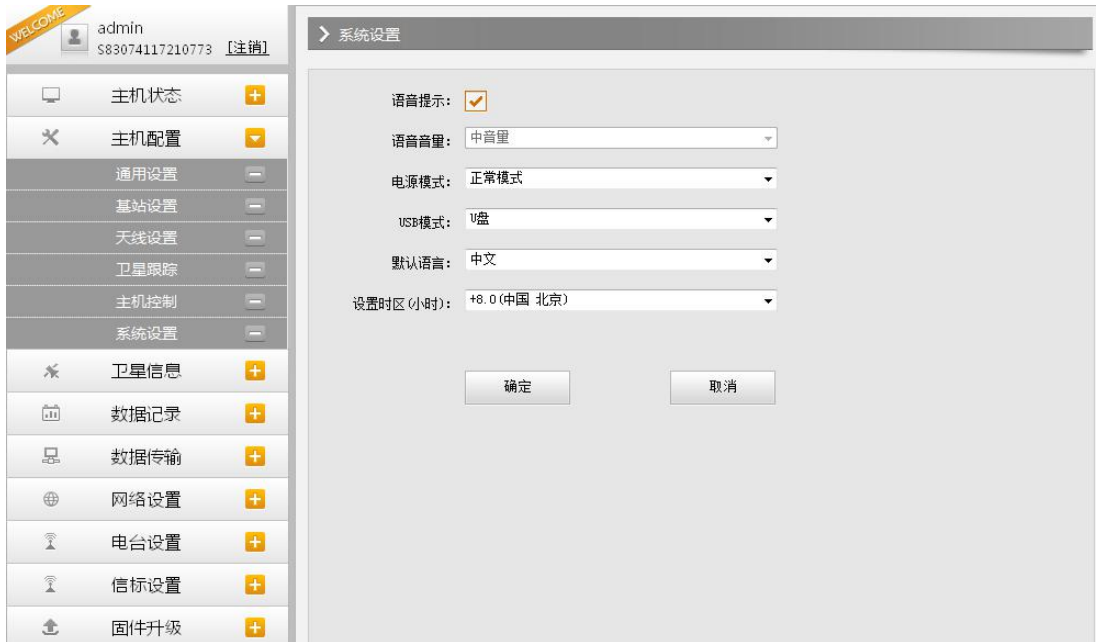 WELCOME
admin
S83074117210773 [注销]
主机状态
主机配置
通用设置
基站设置
天线设置
卫星跟踪
主机控制
系统设置
卫星信息
数据记录
数据传输
网络设置
电台设置
信标设置
固件升级
系统设置
语音提示:
语音音量: 中音量
电源模式: 正常模式
USB模式: U盘
默认语言: 中文
设置时区(小时): +8.0(中国 北京)
确定 取消